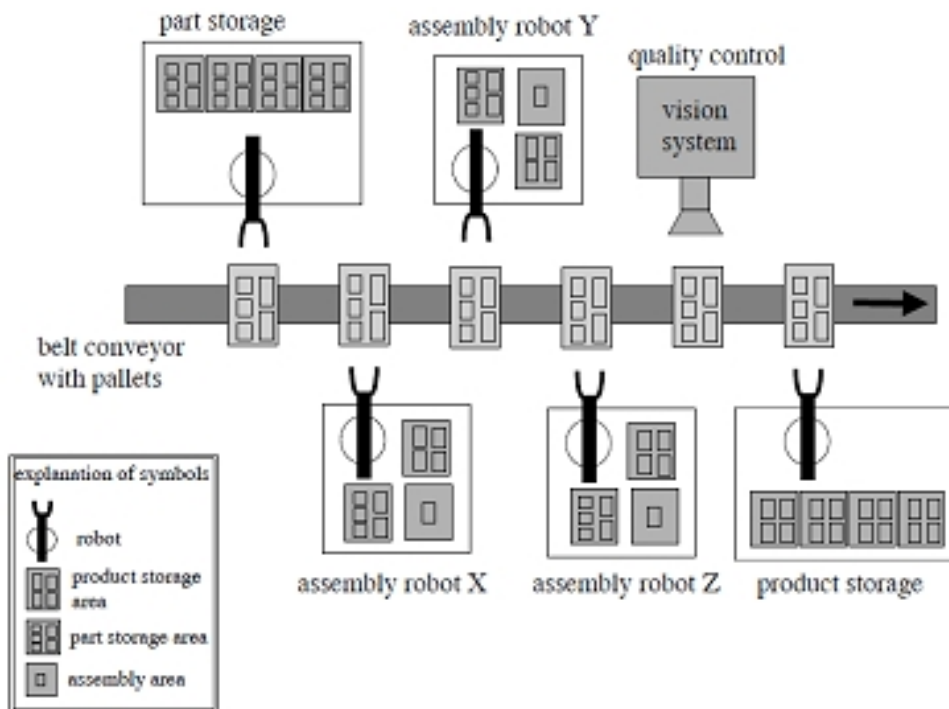 part storage
assembly robot Y
quality control
vision
system
belt conveyor
with pallets
assembly robot X
assembly robot Z
product storage
explanation of symbols
robot
product storage
area
part storage area
assembly area